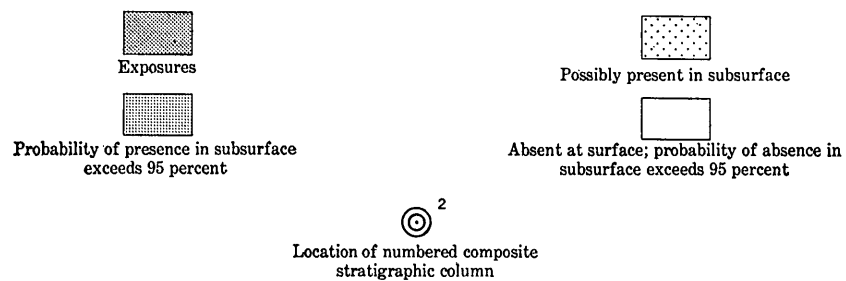 Exposures
Possibly present in subsurface
Probability of presence in subsurface
exceeds 95 percent
Absent at surface; probability of absence in
subsurface exceeds 95 percent
2
Location of numbered composite
stratigraphic column